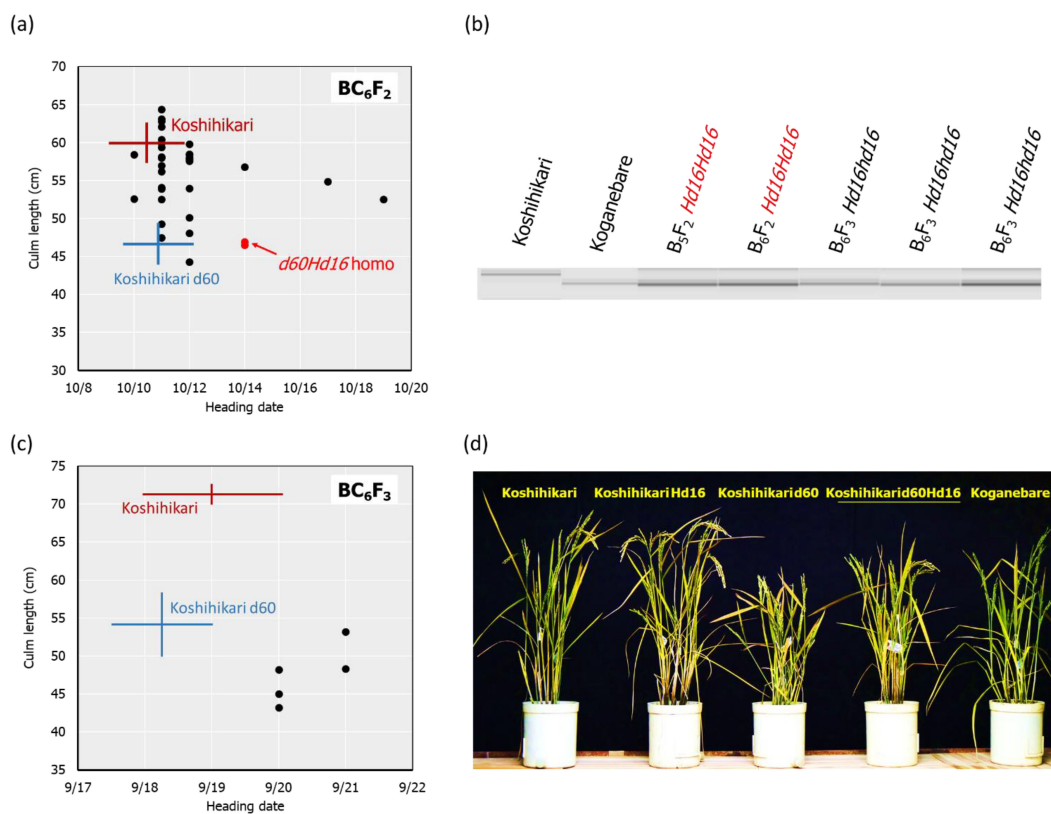 (a)
BC₆F₂
Culm length (cm)
70
65
60
55
50
45
40
35
30
Koshihikari
Koshihikari d60
d60Hd16 homo
10/8
10/10
10/12
10/14
10/16
10/18
10/20
Heading date
(b)
Koshihikari
Koganebare
B₅F₂ Hd16Hd16
B₆F₂ Hd16Hd16
B₆F₃ Hd16hd16
B₆F₃ Hd16hd16
B₆F₃ Hd16hd16
(c)
BC₆F₃
Culm length (cm)
75
70
65
60
55
50
45
40
35
Koshihikari
Koshihikari d60
9/17
9/18
9/19
9/20
9/21
9/22
Heading date
(d)
Koshihikari
Koshihikari Hd16
Koshihikari d60
Koshihikari d60Hd16
Koganebare